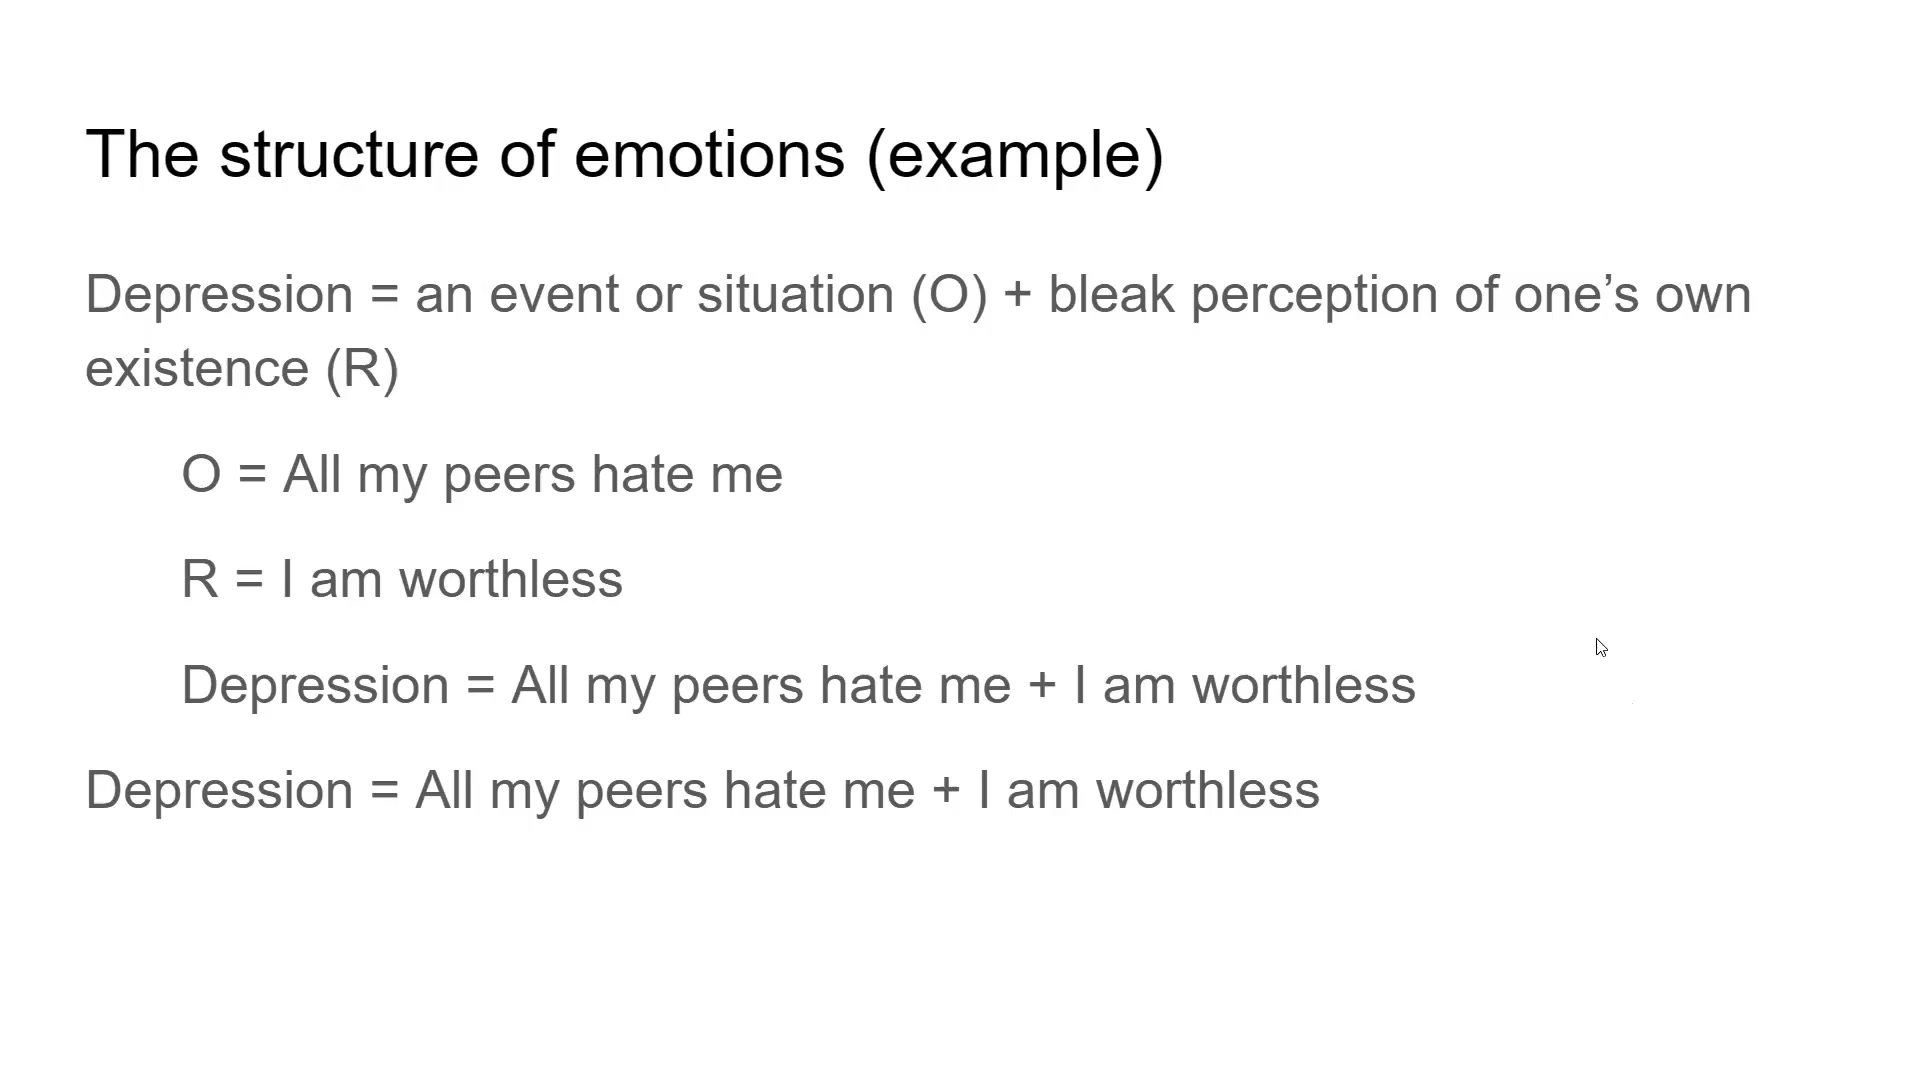 The structure of emotions (example)
Depression = an event or situation (O) + bleak perception of one’s own
existence (R)
O = All my peers hate me
R = I am worthless
Depression = All my peers hate me + I am worthless
Depression = All my peers hate me + I am worthless